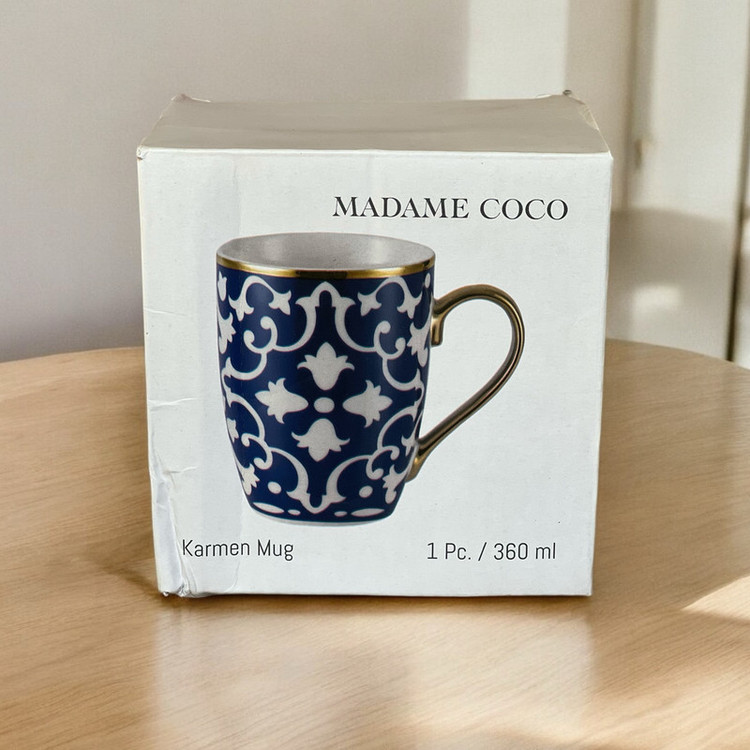 MADAME COCO
Karmen Mug
1 Pc. / 360 ml